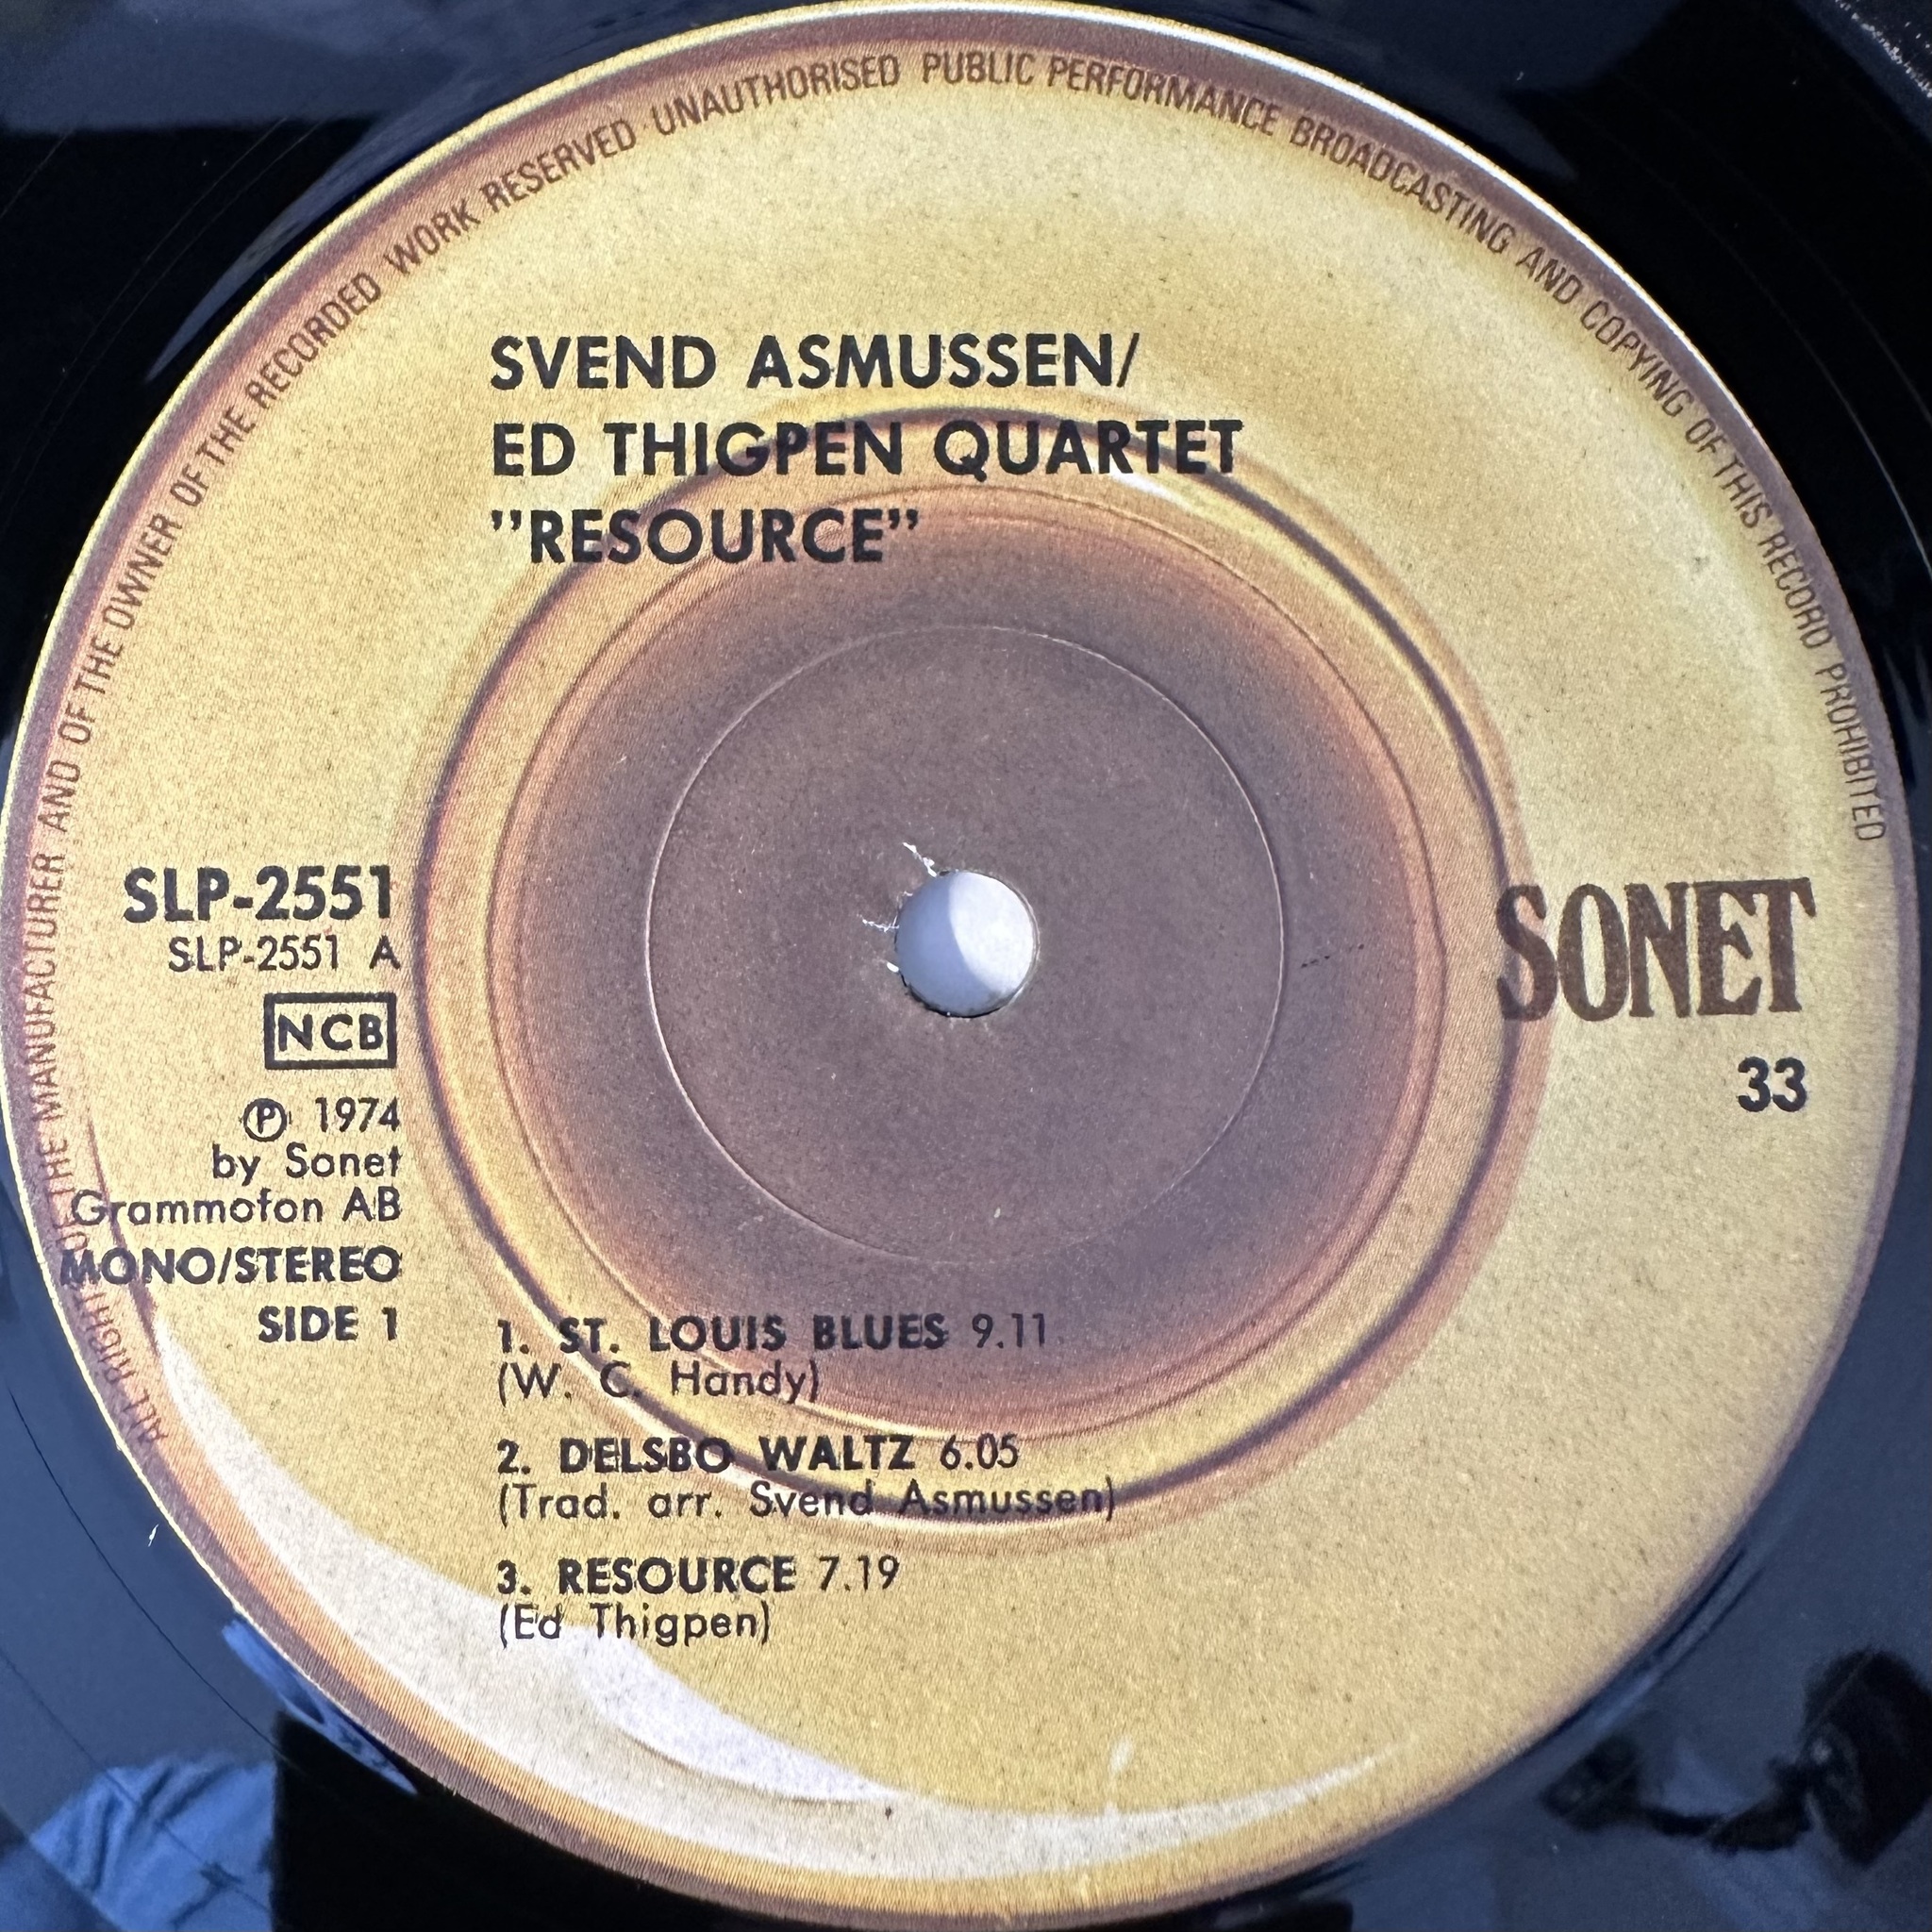 ALL RIGHTS OF THE MANUFACTURER AND OF THE OWNER OF THE RECORDED WORK RESERVED UNAUTHORISED PUBLIC PERFORMANCE BROADCASTING AND COPYING OF THIS RECORD PROHIBITED
SVEND ASMUSSEN/
ED THIGPEN QUARTET
"RESOURCE"
SLP-2551
SLP-2551 A
NCB
℗ 1974
by Sonet
Grammofon AB
MONO/STEREO
SIDE 1
SONET
33
1. ST. LOUIS BLUES 9.11
(W. C. Handy)
2. DELSBO WALTZ 6.05
(Trad. arr. Svend Asmussen)
3. RESOURCE 7.19
(Ed Thigpen)